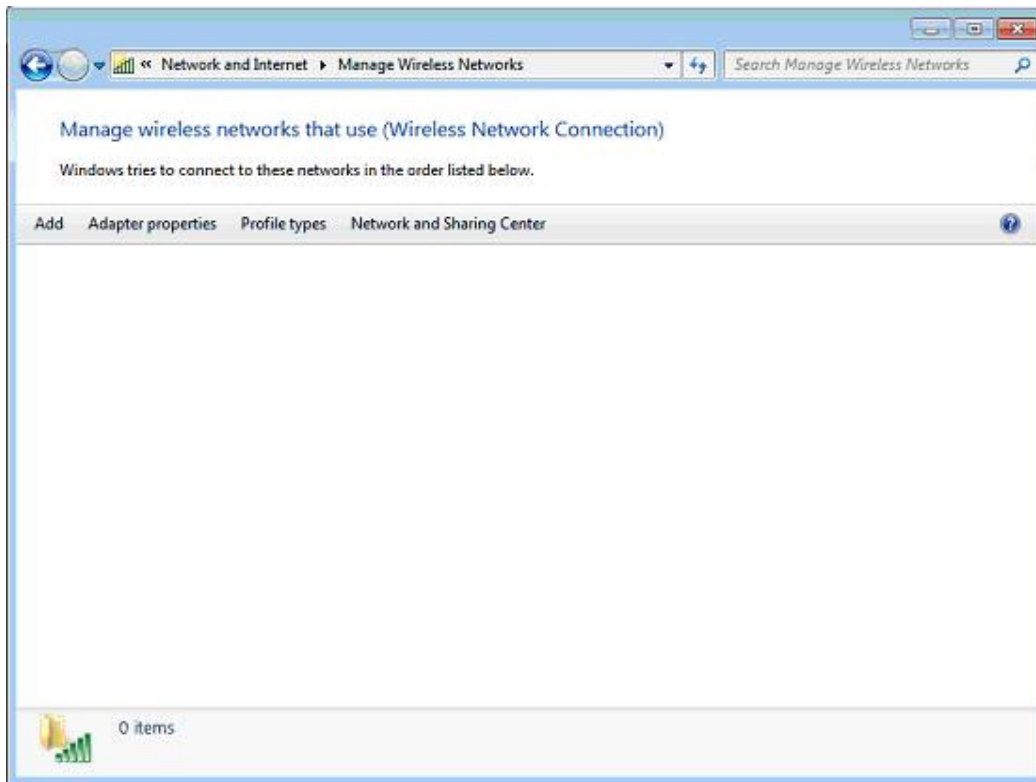 « Network and Internet ▸ Manage Wireless Networks Search Manage Wireless Networks
Manage wireless networks that use (Wireless Network Connection)
Windows tries to connect to these networks in the order listed below.
Add Adapter properties Profile types Network and Sharing Center
0 items